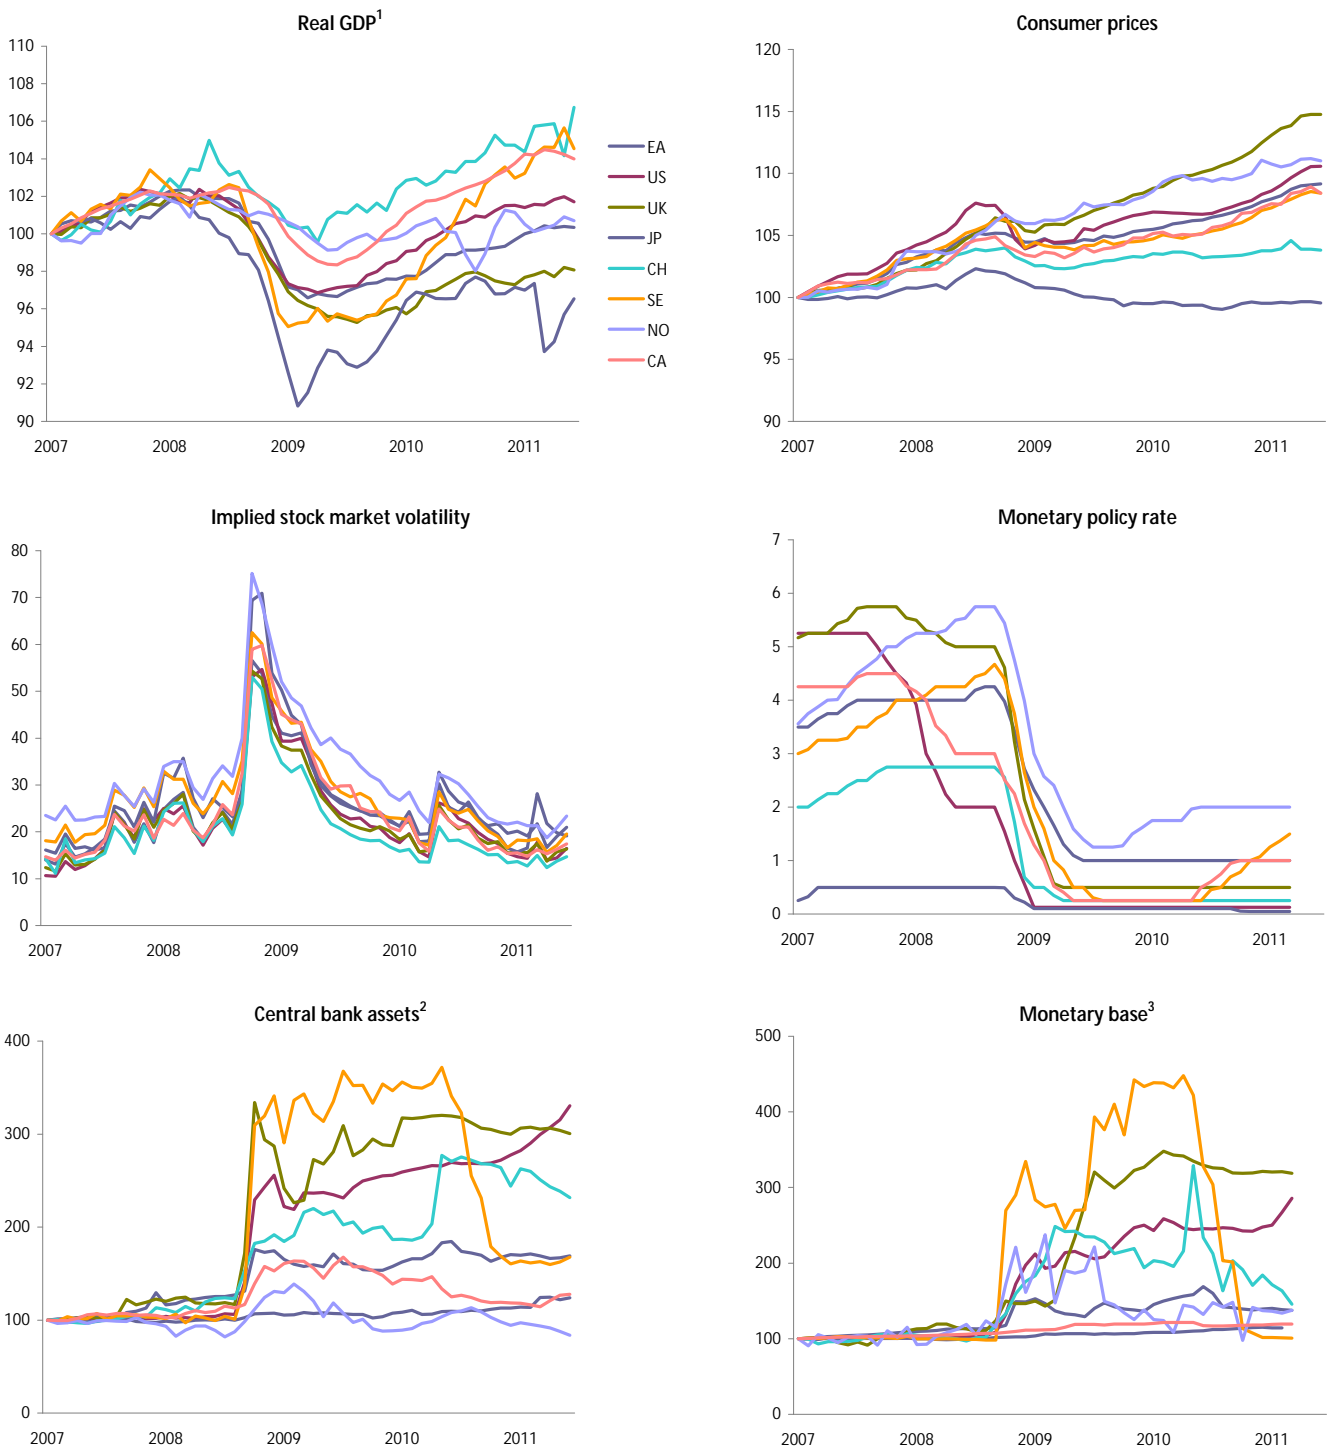 Real GDP1
110
108
106
104
102
100
98
96
94
92
90
2007 2008 2009 2010 2011
EA
US
UK
JP
CH
SE
NO
CA
Consumer prices
120
115
110
105
100
95
90
2007 2008 2009 2010 2011
Implied stock market volatility
80
70
60
50
40
30
20
10
0
2007 2008 2009 2010 2011
Monetary policy rate
7
6
5
4
3
2
1
0
2007 2008 2009 2010 2011
Central bank assets2
400
300
200
100
0
2007 2008 2009 2010 2011
Monetary base3
500
400
300
200
100
0
2007 2008 2009 2010 2011